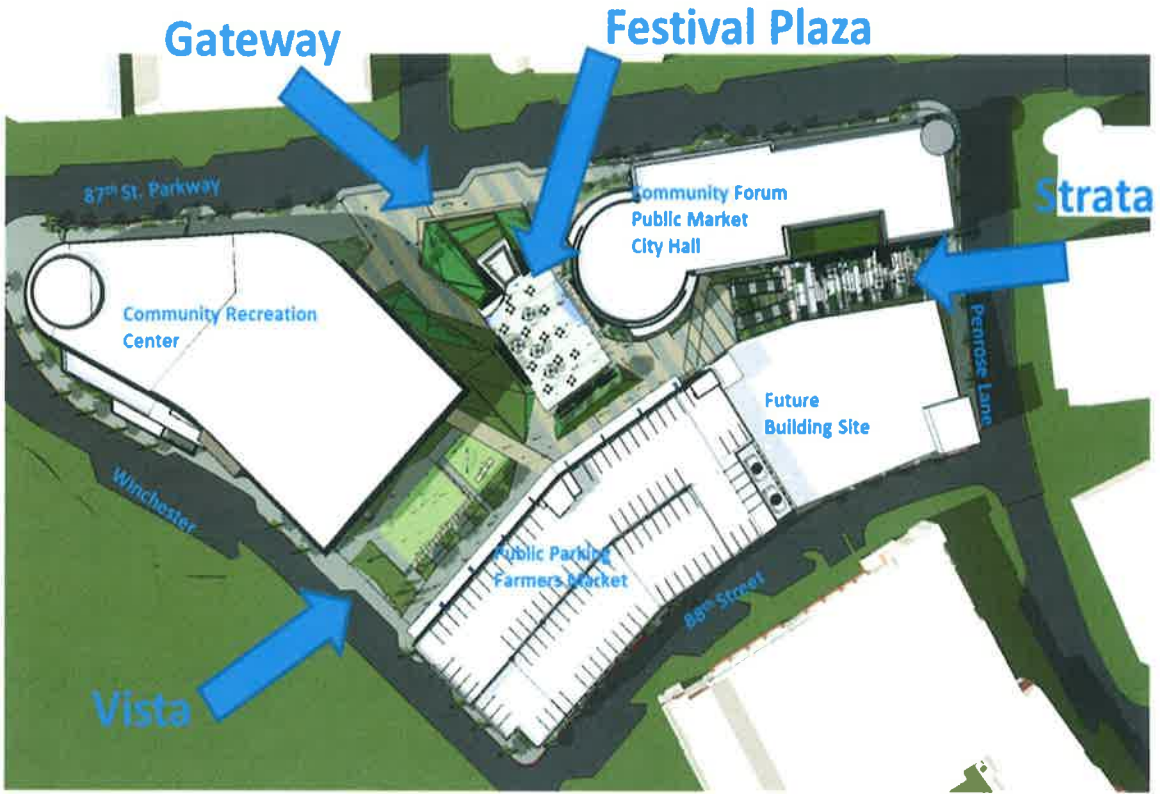 Gateway
Festival Plaza
87th St. Parkway
Community Forum
Public Market
City Hall
Strata
Community Recreation
Center
Penrose Lane
Future
Building Site
Winchester
Public Parking
Farmers Market
88th Street
Vista